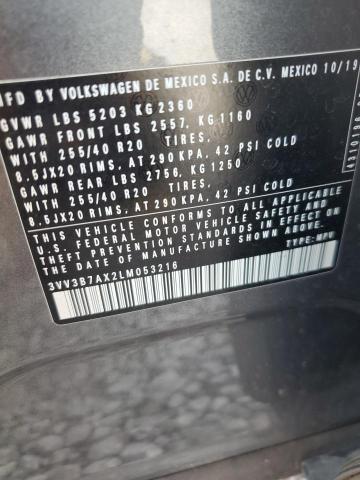 MFD BY VOLKSWAGEN DE MEXICO S.A. DE C.V. MEXICO 10/19
GVWR LBS 5203 KG 2360
GAWR FRONT LBS 2557, KG 1160
WITH 255/40 R20 TIRES,
8.5JX20 RIMS, AT 290 KPA, 42 PSI COLD
GAWR REAR LBS 2756, KG 1250
WITH 255/40 R20 TIRES,
8.5JX20 RIMS, AT 290 KPA, 42 PSI COLD
THIS VEHICLE CONFORMS TO ALL APPLICABLE
U.S. FEDERAL MOTOR VEHICLE SAFETY AND
THEFT PREVENTION STANDARDS IN EFFECT ON
THE DATE OF MANUFACTURE SHOWN ABOVE.
TYPE: MPV
3VV3B7AX2LM053216